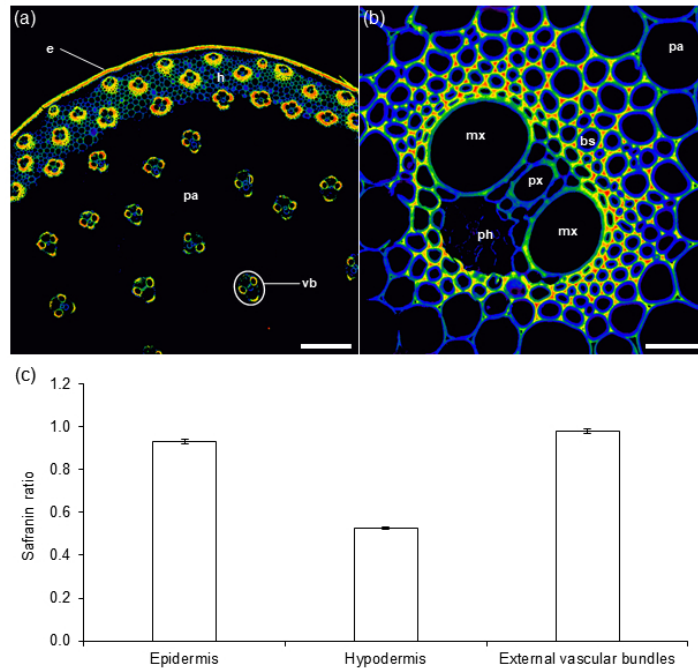 (a)
e
h
pa
vb
(b)
pa
mx
bs
px
mx
ph
(c)
1.2
1.0
0.8
0.6
0.4
0.2
0.0
Safranin ratio
Epidermis
Hypodermis
External vascular bundles